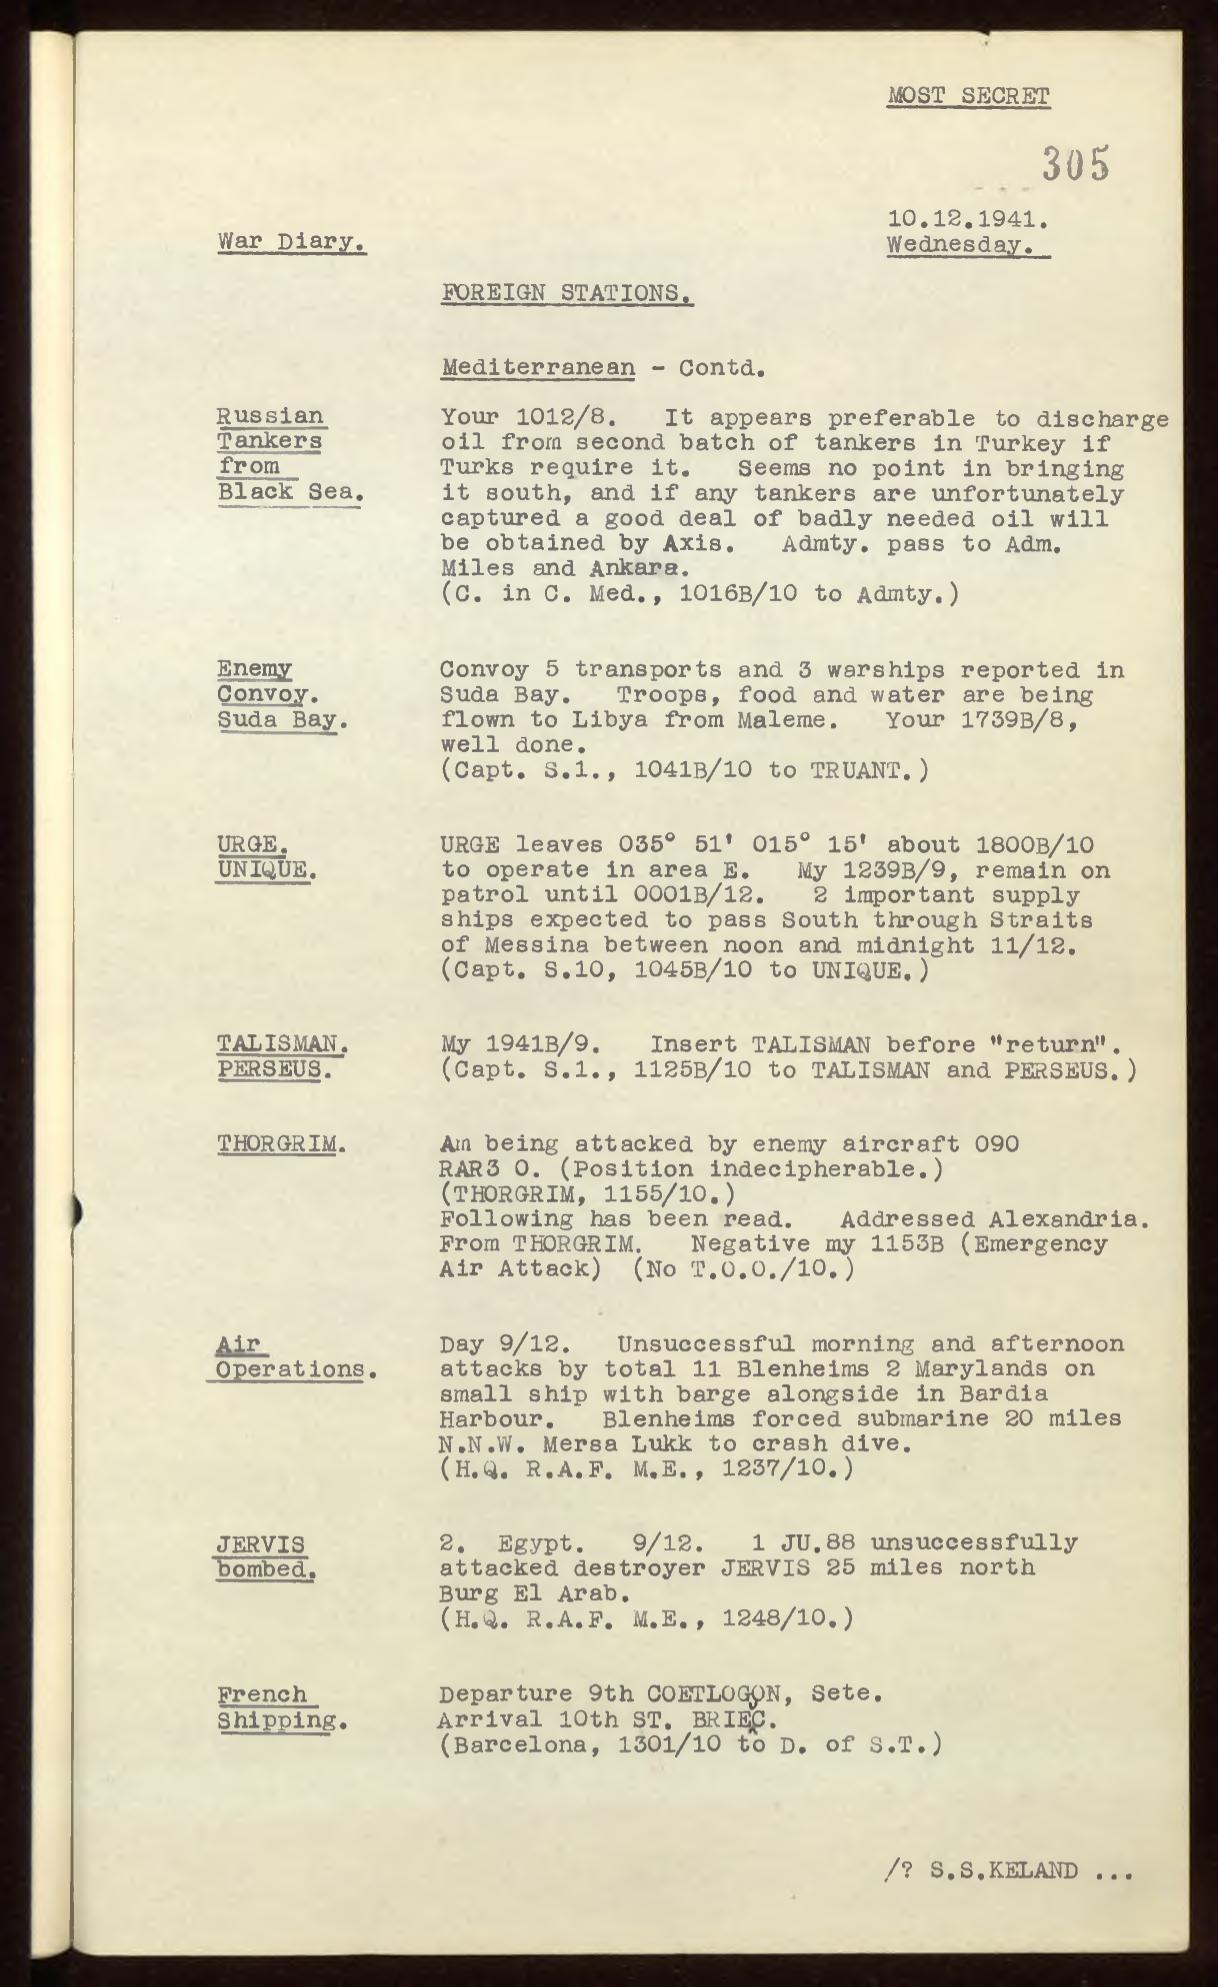 MOST SECRET
305
10.12.1941.
War Diary.
Wednesday.
FOREIGN STATIONS.
Mediterranean - Contd.
Russian Your 1012/8. It appears preferable to discharge
Tankers oil from second batch of tankers in Turkey if
from Turks require it. Seems no point in bringing
Black Sea. it south, and if any tankers are unfortunately
captured a good deal of badly needed oil will
be obtained by Axis. Admty. pass to Adm.
Miles and Ankara.
(C. in C. Med., 1016B/10 to Admty.)
Enemy Convoy 5 transports and 3 warships reported in
Convoy. Suda Bay. Troops, food and water are being
Suda Bay. flown to Libya from Maleme. Your 1739B/8,
well done.
(Capt. S.1., 1041B/10 to TRUANT.)
URGE. URGE leaves 035° 51' 015° 15' about 1800B/10
UNIQUE. to operate in area E. My 1239B/9, remain on
patrol until 0001B/12. 2 important supply
ships expected to pass South through Straits
of Messina between noon and midnight 11/12.
(Capt. S.10, 1045B/10 to UNIQUE.)
TALISMAN. My 1941B/9. Insert TALISMAN before "return".
PERSEUS. (Capt. S.1., 1125B/10 to TALISMAN and PERSEUS.)
THORGRIM. Am being attacked by enemy aircraft 090
RAR3 0. (Position indecipherable.)
(THORGRIM, 1155/10.)
Following has been read. Addressed Alexandria.
From THORGRIM. Negative my 1153B (Emergency
Air Attack) (No T.O.O./10.)
Air Day 9/12. Unsuccessful morning and afternoon
Operations. attacks by total 11 Blenheims 2 Marylands on
small ship with barge alongside in Bardia
Harbour. Blenheims forced submarine 20 miles
N.N.W. Mersa Lukk to crash dive.
(H.Q. R.A.F. M.E., 1237/10.)
JERVIS 2. Egypt. 9/12. 1 JU.88 unsuccessfully
bombed. attacked destroyer JERVIS 25 miles north
Burg El Arab.
(H.Q. R.A.F. M.E., 1248/10.)
French Departure 9th COETLOGON, Sete.
Shipping. Arrival 10th ST. BRIEC.
(Barcelona, 1301/10 to D. of S.T.)
/? S.S.KELAND ...